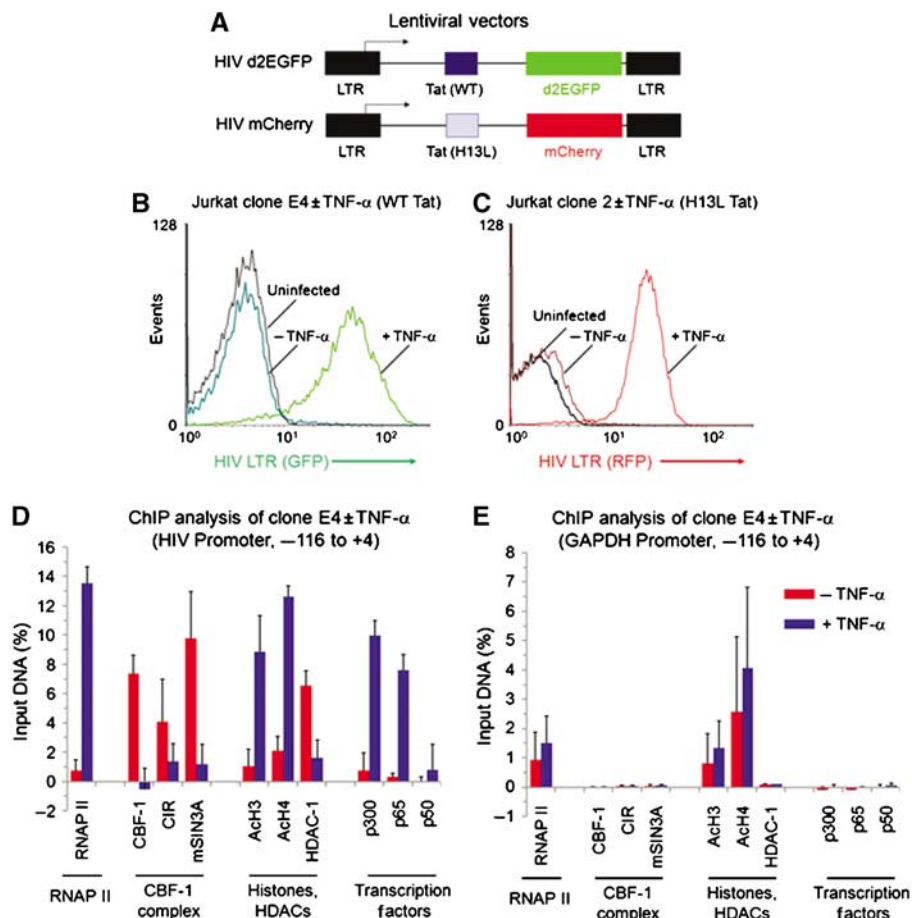 A
Lentiviral vectors
HIV d2EGFP
LTR
Tat (WT)
d2EGFP
LTR
HIV mCherry
LTR
Tat (H13L)
mCherry
LTR
B
Jurkat clone E4 ± TNF-α (WT Tat)
128
Events
0
Uninfected
– TNF-α
+ TNF-α
10⁰
10¹
10²
HIV LTR (GFP)
C
Jurkat clone 2 ± TNF-α (H13L Tat)
128
Events
0
Uninfected
– TNF-α
+ TNF-α
10⁰
10¹
10²
HIV LTR (RFP)
D
ChIP analysis of clone E4 ± TNF-α
(HIV Promoter, –116 to +4)
Input DNA (%)
16
14
12
10
8
6
4
2
0
–2
RNAP II
CBF-1
CIR
mSIN3A
AcH3
AcH4
HDAC-1
p300
p65
p50
RNAP II
CBF-1
complex
Histones,
HDACs
Transcription
factors
E
ChIP analysis of clone E4 ± TNF-α
(GAPDH Promoter, –116 to +4)
Input DNA (%)
8
7
6
5
4
3
2
1
0
–1
– TNF-α
+ TNF-α
RNAP II
CBF-1
CIR
mSIN3A
AcH3
AcH4
HDAC-1
p300
p65
p50
RNAP II
CBF-1
complex
Histones,
HDACs
Transcription
factors